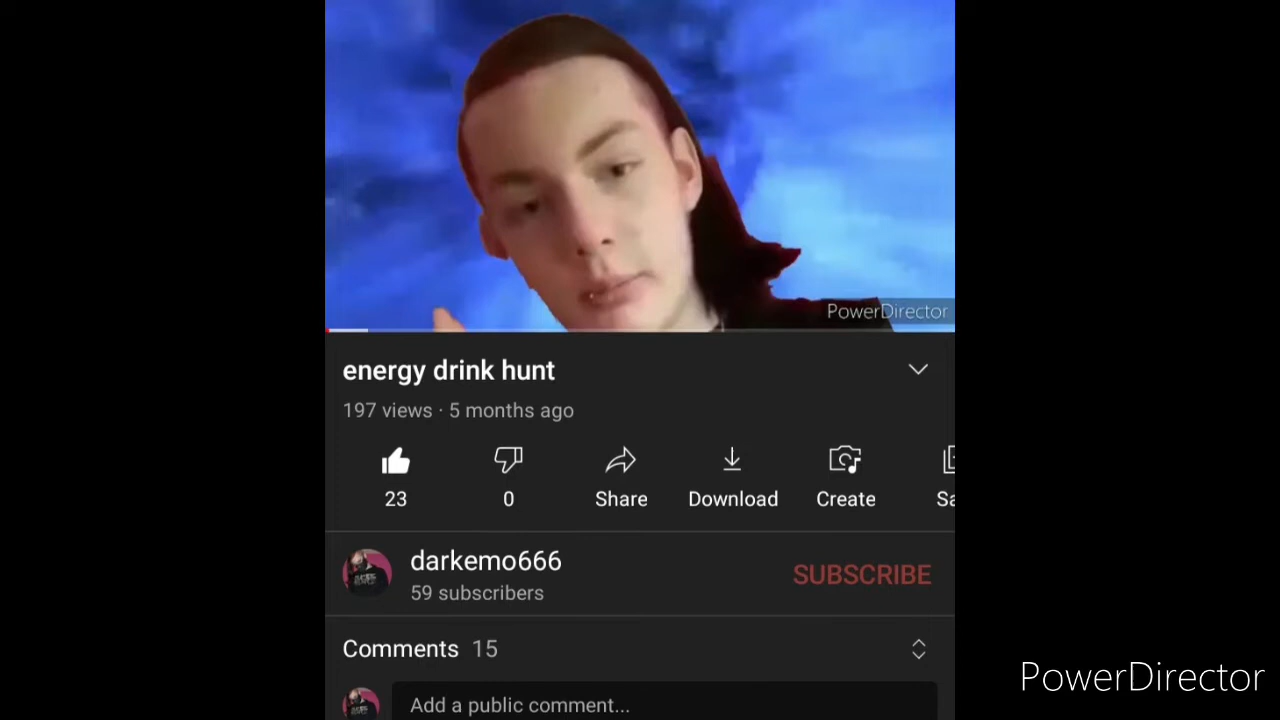 PowerDirector
energy drink hunt
197 views · 5 months ago
23
0
Share
Download
Create
Sa
darkemo666
59 subscribers
SUBSCRIBE
Comments 15
Add a public comment...
PowerDirector